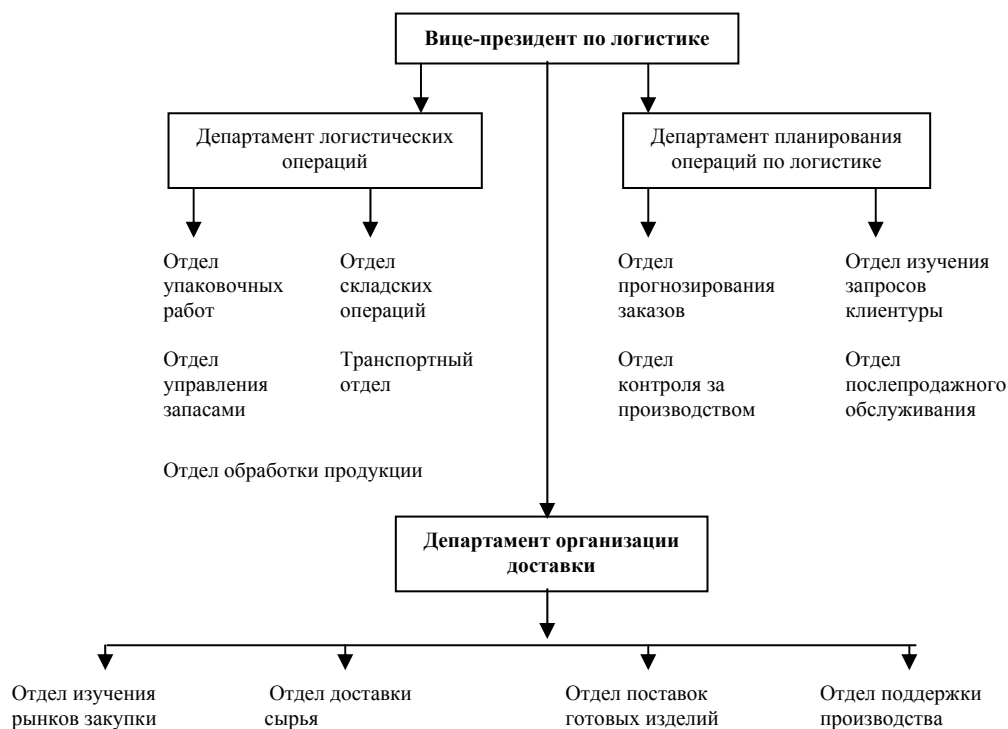 Вице-президент по логистике
Департамент логистических
операций
Департамент планирования
операций по логистике
Отдел
упаковочных
работ
Отдел
складских
операций
Отдел
прогнозирования
заказов
Отдел изучения
запросов
клиентуры
Отдел
управления
запасами
Транспортный
отдел
Отдел
контроля за
производством
Отдел
послепродажного
обслуживания
Отдел обработки продукции
Департамент организации
доставки
Отдел изучения
рынков закупки
Отдел доставки
сырья
Отдел поставок
готовых изделий
Отдел поддержки
производства